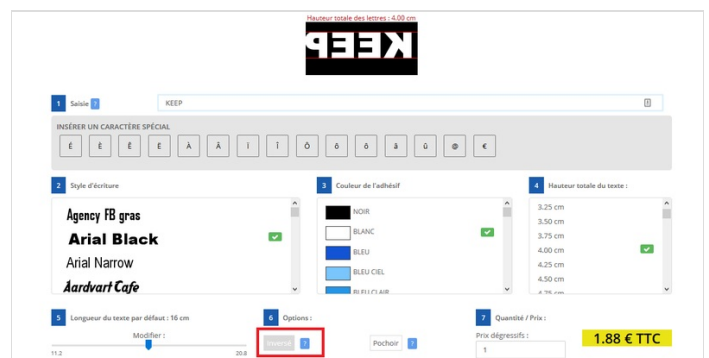 Hauteur totale des lettres : 4.00 cm
KEEP
1 Saisie ? KEEP
INSÉRER UN CARACTÈRE SPÉCIAL
É È Ê Ë À Â Ï Î Ô ô ö â û @ €
2 Style d'écriture
3 Couleur de l'adhésif
4 Hauteur totale du texte :
Agency FB gras
Arial Black
Arial Narrow
Aardvart Cafe
NOIR
BLANC
BLEU
BLEU CIEL
BLEU CLAIR
3.25 cm
3.50 cm
3.75 cm
4.00 cm
4.25 cm
4.50 cm
4.75 cm
5 Longueur du texte par défaut : 16 cm
Modifier :
11.2 20.8
6 Options :
Inversé ? Pochoir ?
7 Quantité / Prix :
Prix dégressifs :
1
1.88 € TTC